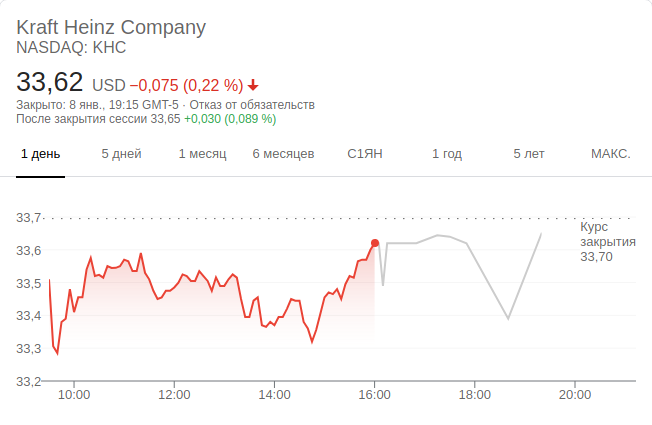 Kraft Heinz Company
NASDAQ: KHC
33,62 USD −0,075 (0,22 %)
Закрыто: 8 янв., 19:15 GMT-5 · Отказ от обязательств
После закрытия сессии 33,65 +0,030 (0,089 %)
1 день 5 дней 1 месяц 6 месяцев С1ЯН 1 год 5 лет МАКС.
33,7
Курс
33,6
закрытия
33,70
33,5
33,4
33,3
33,2
10:00 12:00 14:00 16:00 18:00 20:00